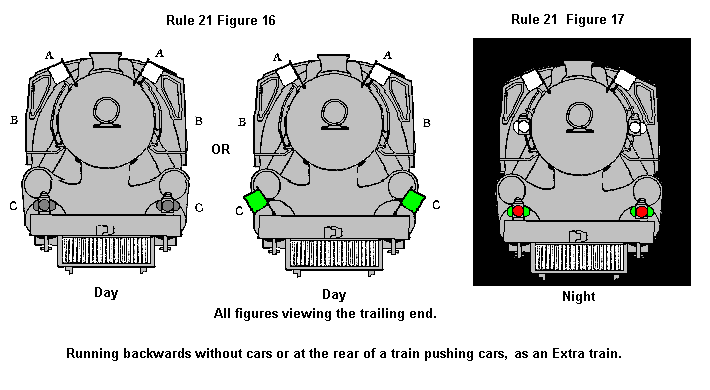 Rule 21 Figure 16
Rule 21 Figure 17
A A A A
B B B B
OR
C C C C
Day Day Night
All figures viewing the trailing end.
Running backwards without cars or at the rear of a train pushing cars, as an Extra train.